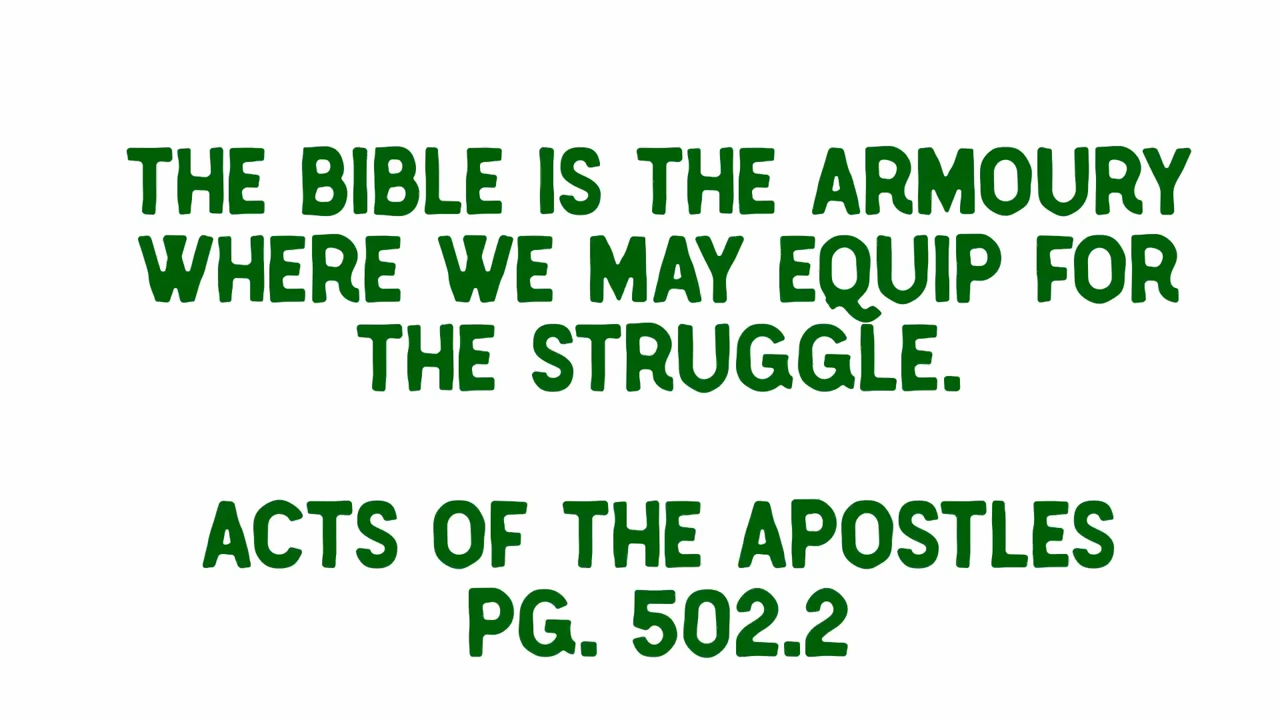 THE BIBLE IS THE ARMOURY
WHERE WE MAY EQUIP FOR
THE STRUGGLE.
ACTS OF THE APOSTLES
PG. 502.2